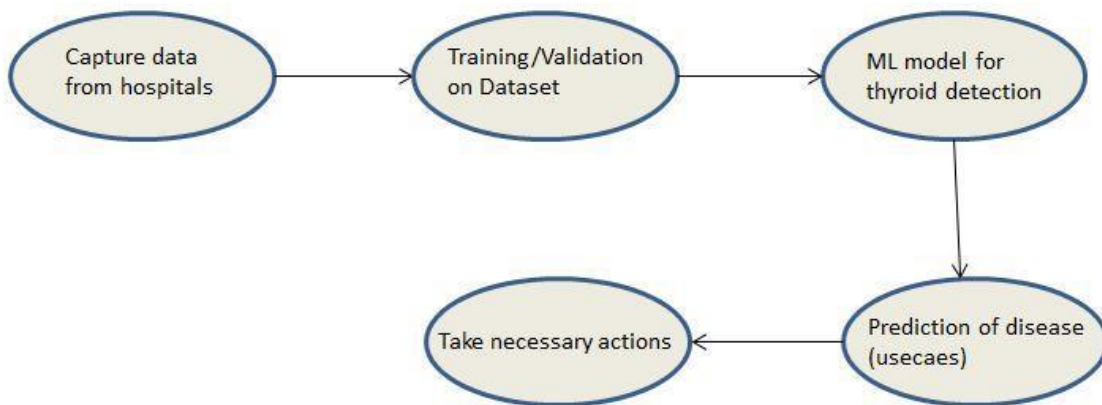 Capture data
from hospitals
Training/Validation
on Dataset
ML model for
thyroid detection
Prediction of disease
(usecaes)
Take necessary actions